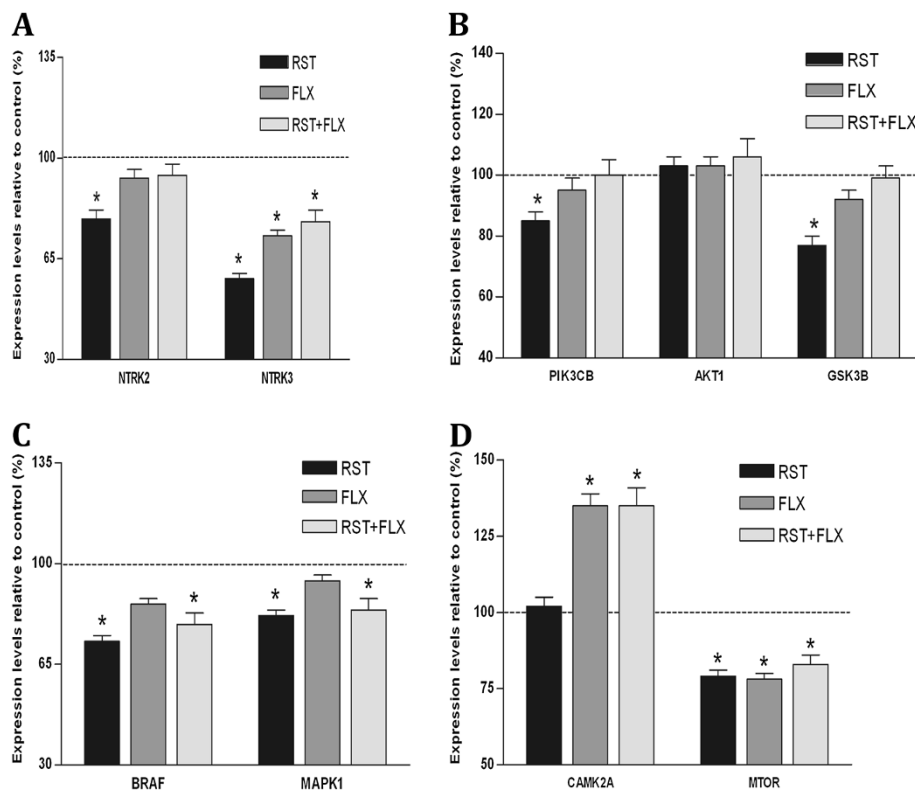 A
Expression levels relative to control (%)
135
100
65
30
RST
FLX
RST+FLX
*
*
*
*
NTRK2
NTRK3
B
Expression levels relative to control (%)
140
120
100
80
60
40
RST
FLX
RST+FLX
*
*
PIK3CB
AKT1
GSK3B
C
Expression levels relative to control (%)
135
100
65
30
RST
FLX
RST+FLX
*
*
*
*
BRAF
MAPK1
D
Expression levels relative to control (%)
150
125
100
75
50
RST
FLX
RST+FLX
*
*
*
*
*
CAMK2A
MTOR